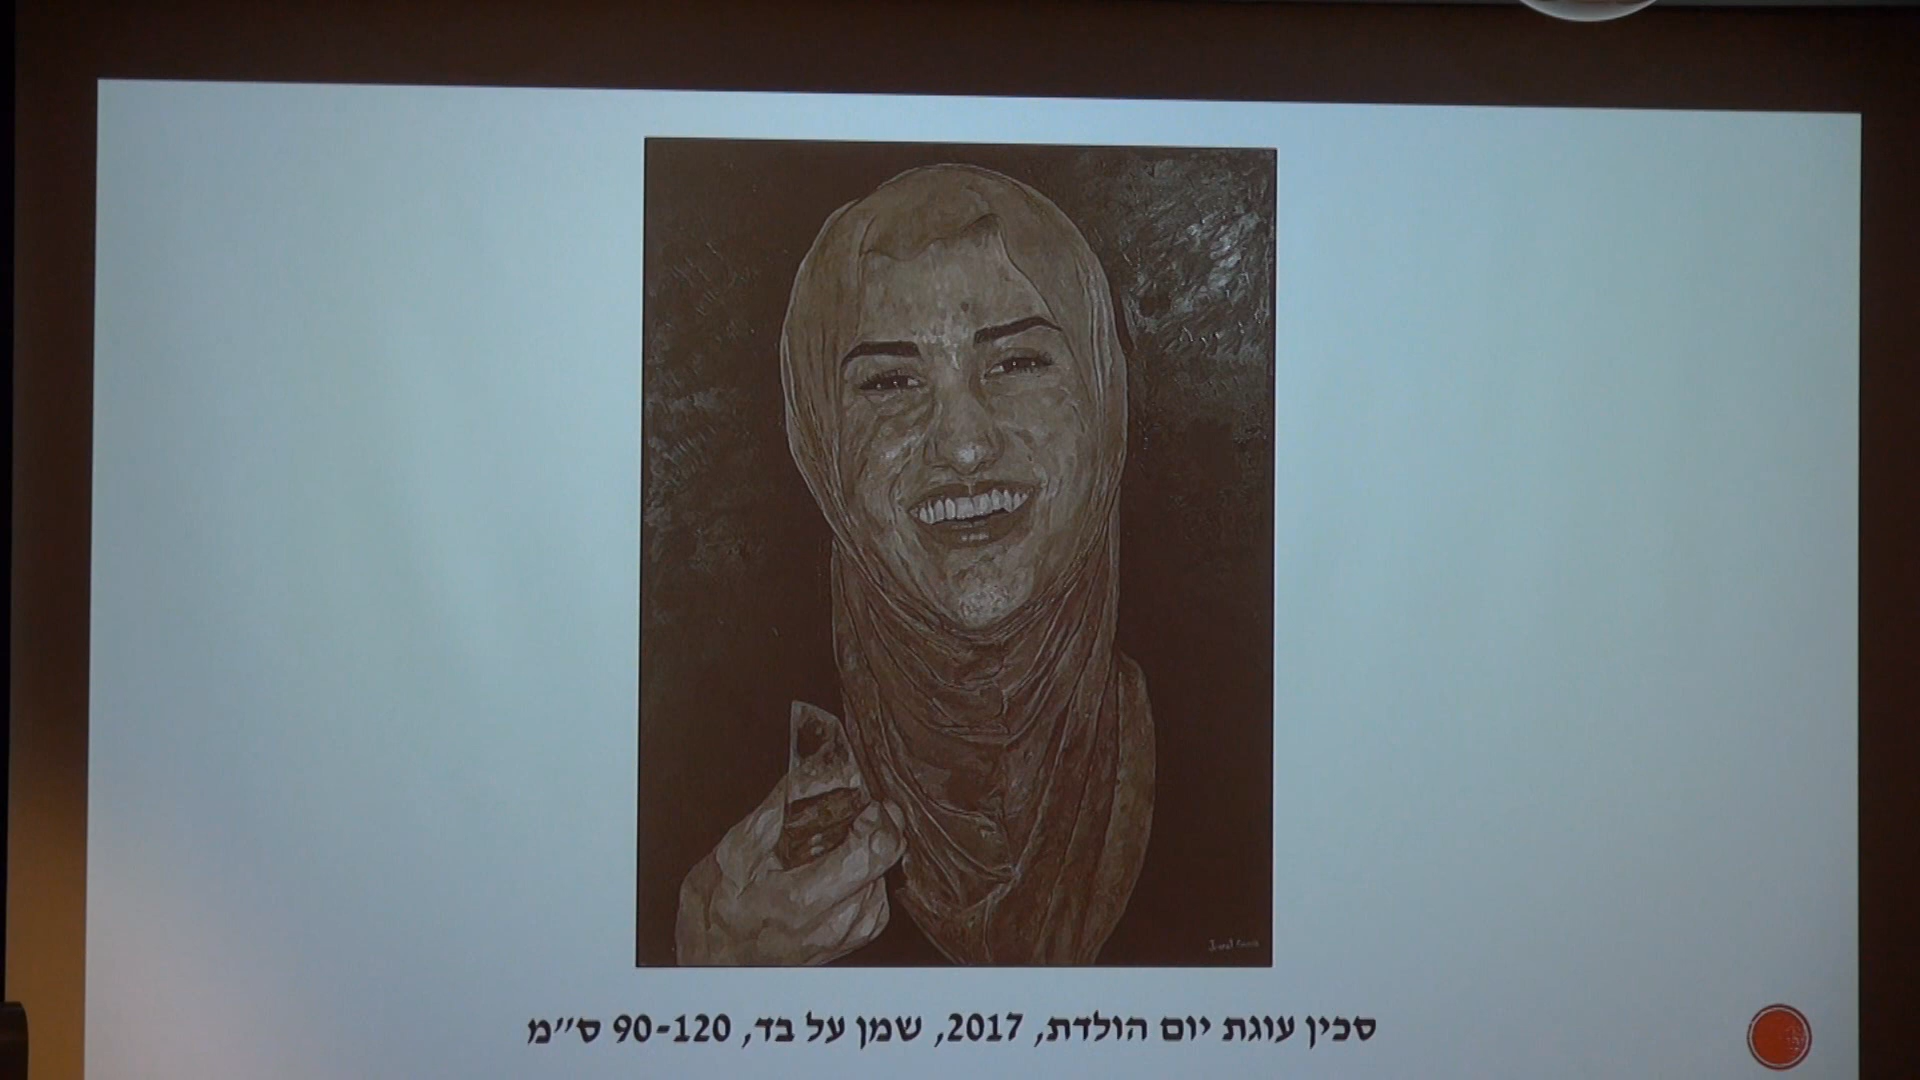 סכין עוגת יום הולדת, 2017, שמן על בד, 90-120 ס״מ